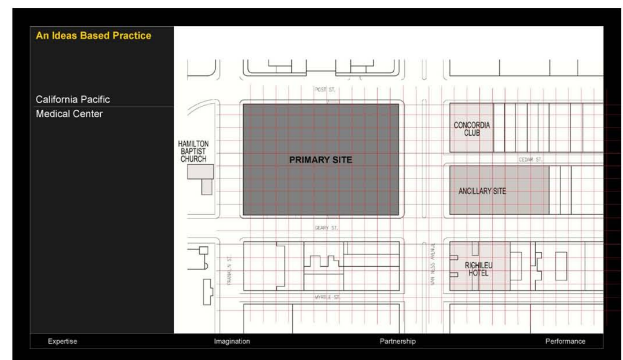 An Ideas Based Practice
California Pacific
Medical Center
POST ST.
CONCORDIA
CLUB
HAMILTON
BAPTIST
CHURCH
PRIMARY SITE
CEDAR ST.
ANCILLARY SITE
GEARY ST.
FRANKLIN ST.
VAN NESS AVENUE
RICHILEU
HOTEL
MYRTLE ST.
Expertise
Imagination
Partnership
Performance